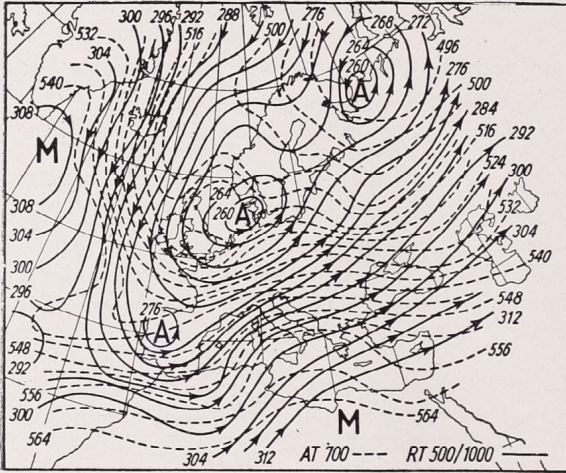 300 296 292 288 276 268 272
532 516 500 264 496
304 260 276
540 A 500
308 284
M 516 292
524 300
264 532
308 260 A 304
304 540
300
296 276 548
A 312
548 556
292
556
300 M 564
564 304 312 AT 700 --- RT 500/1000 —